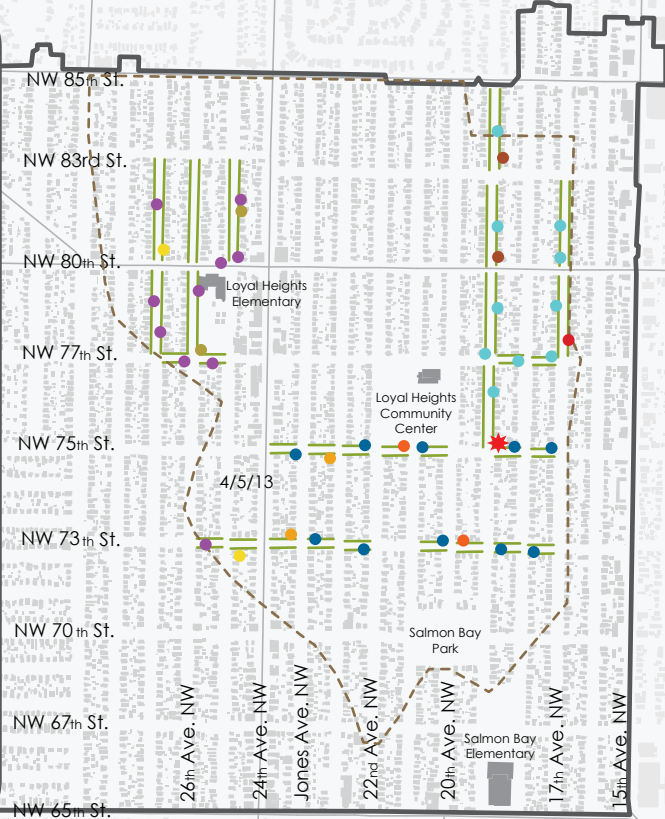 NW 85th St.
NW 83rd St.
NW 80th St.
Loyal Heights
Elementary
NW 77th St.
Loyal Heights
Community
Center
NW 75th St.
4/5/13
NW 73th St.
NW 70 th St.
Salmon Bay
Park
NW 67th St.
Salmon Bay
Elementary
26th Ave. NW
24th Ave. NW
Jones Ave. NW
22nd Ave. NW
20th Ave. NW
17th Ave. NW
15th Ave. NW
NW 65th St.